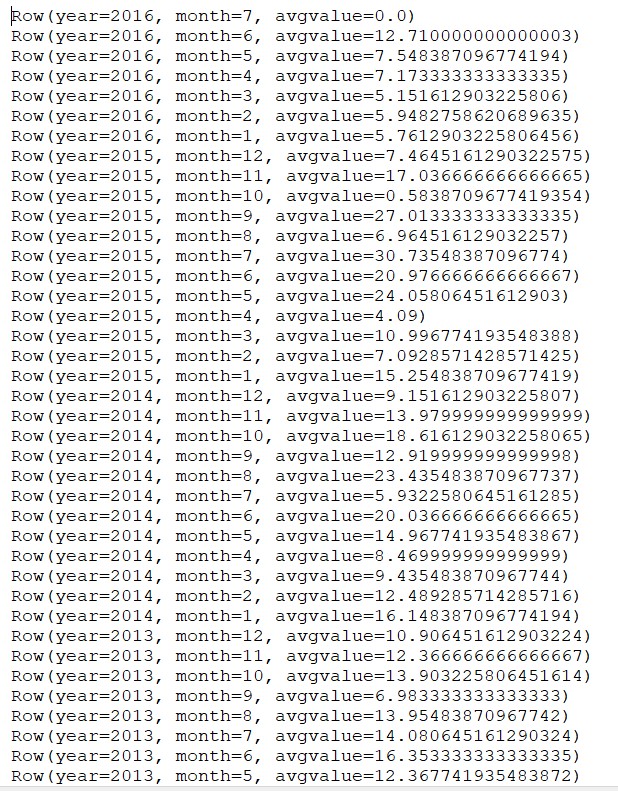 Row(year=2016, month=7, avgvalue=0.0)
Row(year=2016, month=6, avgvalue=12.710000000000003)
Row(year=2016, month=5, avgvalue=7.548387096774194)
Row(year=2016, month=4, avgvalue=7.173333333333335)
Row(year=2016, month=3, avgvalue=5.151612903225806)
Row(year=2016, month=2, avgvalue=5.9482758620689635)
Row(year=2016, month=1, avgvalue=5.7612903225806456)
Row(year=2015, month=12, avgvalue=7.4645161290322575)
Row(year=2015, month=11, avgvalue=17.036666666666665)
Row(year=2015, month=10, avgvalue=0.5838709677419354)
Row(year=2015, month=9, avgvalue=27.013333333333335)
Row(year=2015, month=8, avgvalue=6.964516129032257)
Row(year=2015, month=7, avgvalue=30.73548387096774)
Row(year=2015, month=6, avgvalue=20.976666666666667)
Row(year=2015, month=5, avgvalue=24.05806451612903)
Row(year=2015, month=4, avgvalue=4.09)
Row(year=2015, month=3, avgvalue=10.996774193548388)
Row(year=2015, month=2, avgvalue=7.0928571428571425)
Row(year=2015, month=1, avgvalue=15.254838709677419)
Row(year=2014, month=12, avgvalue=9.151612903225807)
Row(year=2014, month=11, avgvalue=13.979999999999999)
Row(year=2014, month=10, avgvalue=18.616129032258065)
Row(year=2014, month=9, avgvalue=12.919999999999998)
Row(year=2014, month=8, avgvalue=23.435483870967737)
Row(year=2014, month=7, avgvalue=5.9322580645161285)
Row(year=2014, month=6, avgvalue=20.036666666666665)
Row(year=2014, month=5, avgvalue=14.967741935483867)
Row(year=2014, month=4, avgvalue=8.469999999999999)
Row(year=2014, month=3, avgvalue=9.435483870967744)
Row(year=2014, month=2, avgvalue=12.489285714285716)
Row(year=2014, month=1, avgvalue=16.148387096774194)
Row(year=2013, month=12, avgvalue=10.906451612903224)
Row(year=2013, month=11, avgvalue=12.366666666666667)
Row(year=2013, month=10, avgvalue=13.903225806451614)
Row(year=2013, month=9, avgvalue=6.983333333333333)
Row(year=2013, month=8, avgvalue=13.95483870967742)
Row(year=2013, month=7, avgvalue=14.080645161290324)
Row(year=2013, month=6, avgvalue=16.353333333333335)
Row(year=2013, month=5, avgvalue=12.367741935483872)